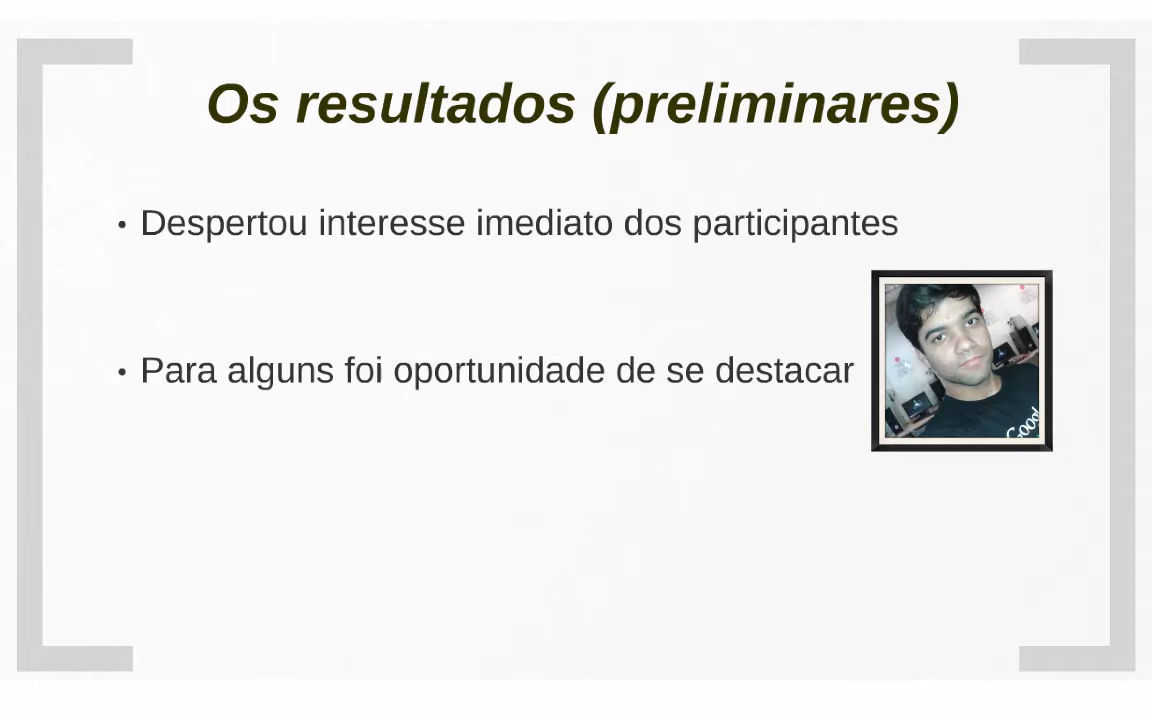 Os resultados (preliminares)
• Despertou interesse imediato dos participantes
• Para alguns foi oportunidade de se destacar